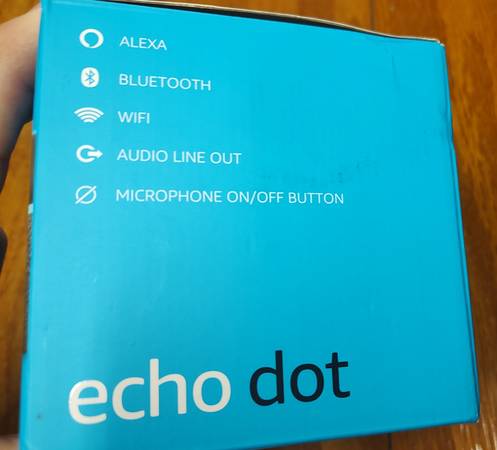 ALEXA
BLUETOOTH
WIFI
AUDIO LINE OUT
MICROPHONE ON/OFF BUTTON
echo dot